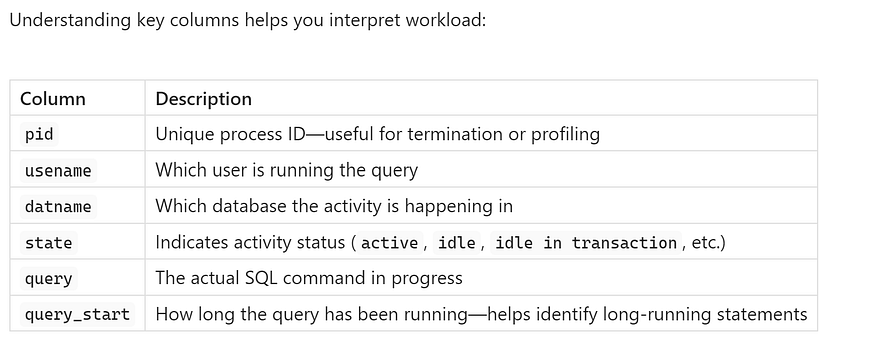 Understanding key columns helps you interpret workload:
Column Description
pid Unique process ID—useful for termination or profiling
usename Which user is running the query
datname Which database the activity is happening in
state Indicates activity status ( active , idle , idle in transaction , etc.)
query The actual SQL command in progress
query_start How long the query has been running—helps identify long-running statements